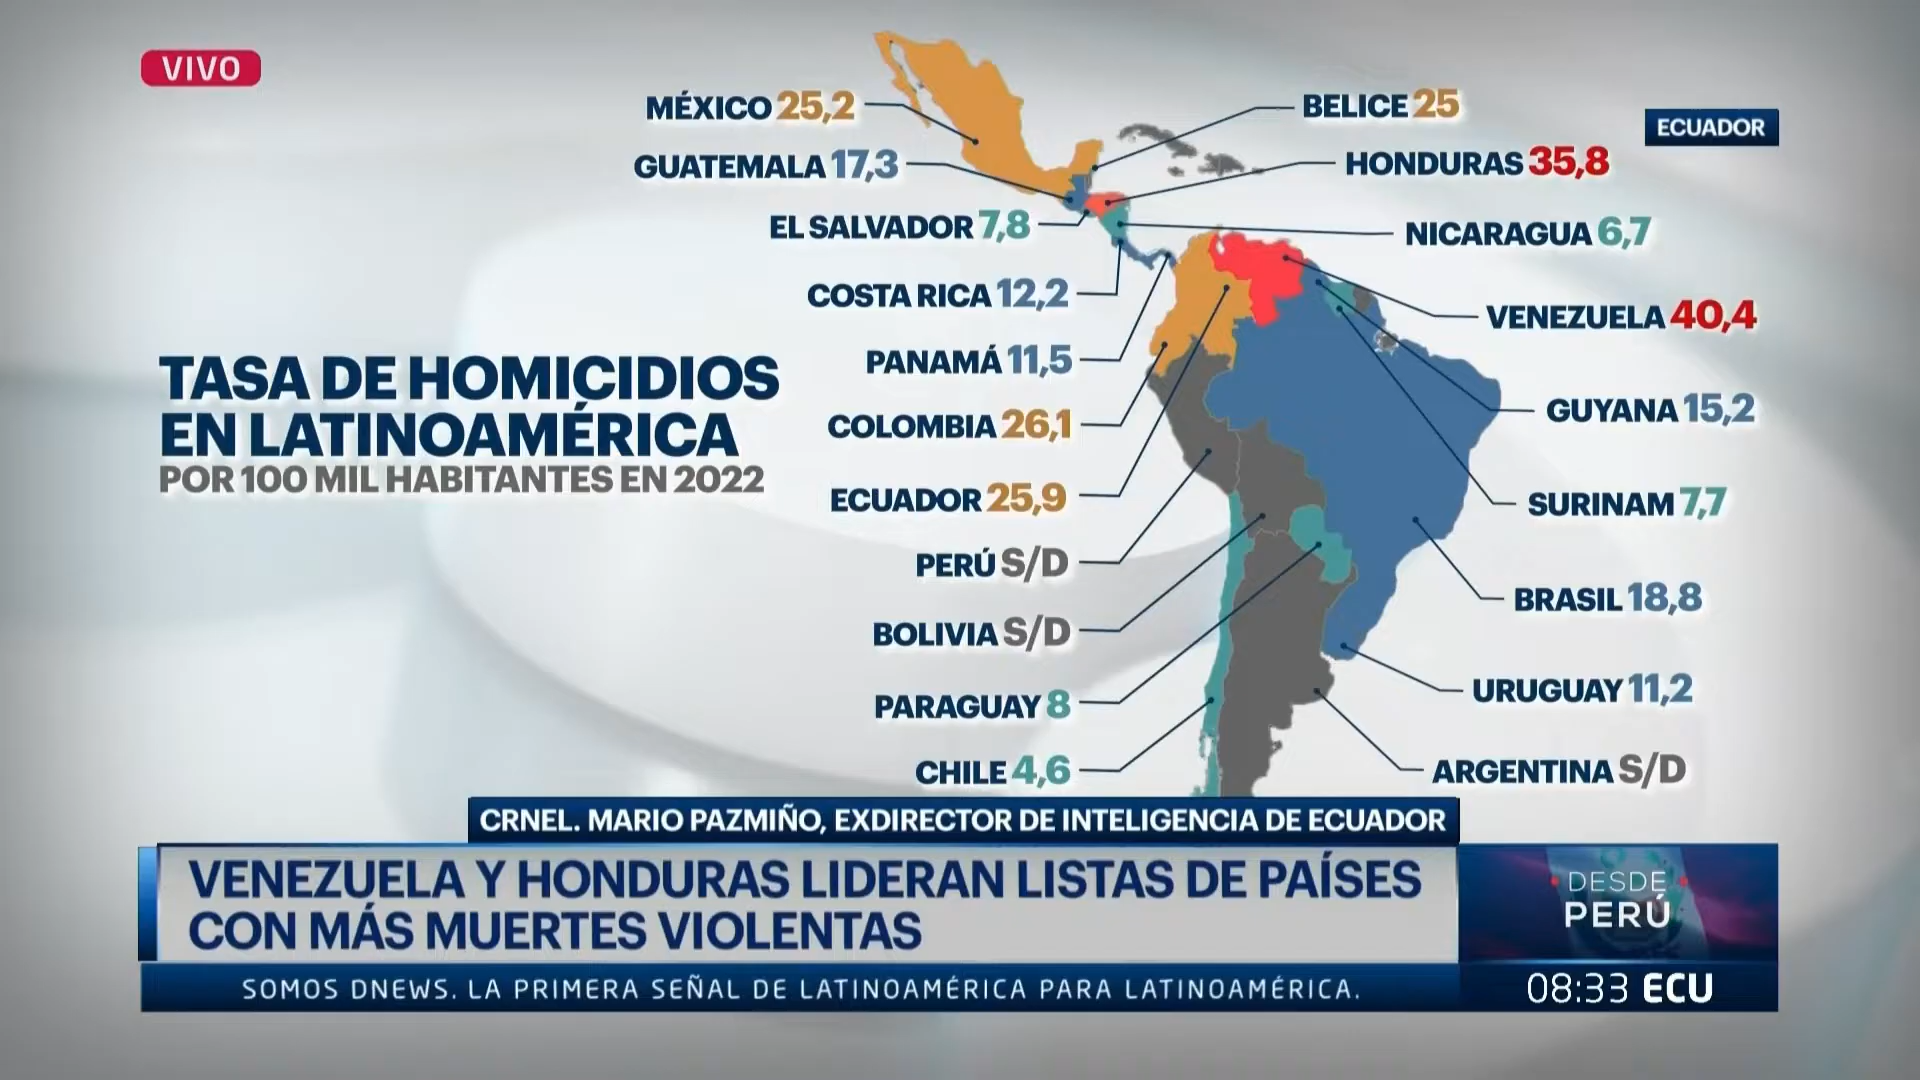 VIVO
MÉXICO 25,2
BELICE 25
ECUADOR
GUATEMALA 17,3
HONDURAS 35,8
EL SALVADOR 7,8
NICARAGUA 6,7
COSTA RICA 12,2
VENEZUELA 40,4
PANAMÁ 11,5
TASA DE HOMICIDIOS
EN LATINOAMÉRICA
POR 100 MIL HABITANTES EN 2022
COLOMBIA 26,1
GUYANA 15,2
ECUADOR 25,9
SURINAM 7,7
PERÚ S/D
BRASIL 18,8
BOLIVIA S/D
PARAGUAY 8
URUGUAY 11,2
CHILE 4,6
ARGENTINA S/D
CRNEL. MARIO PAZMIÑO, EXDIRECTOR DE INTELIGENCIA DE ECUADOR
VENEZUELA Y HONDURAS LIDERAN LISTAS DE PAÍSES
CON MÁS MUERTES VIOLENTAS
DESDE
PERÚ
SOMOS DNEWS. LA PRIMERA SEÑAL DE LATINOAMÉRICA PARA LATINOAMÉRICA.
08:33 ECU